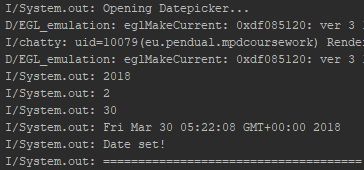 I/System.out: Opening Datepicker...
D/EGL_emulation: eglMakeCurrent: 0xdf085120: ver 3
I/chatty: uid=10079(eu.pendual.mpdcoursework) Rende
D/EGL_emulation: eglMakeCurrent: 0xdf085120: ver 3
I/System.out: 2018
I/System.out: 2
I/System.out: 30
I/System.out: Fri Mar 30 05:22:08 GMT+00:00 2018
I/System.out: Date set!
I/System.out: ===================================